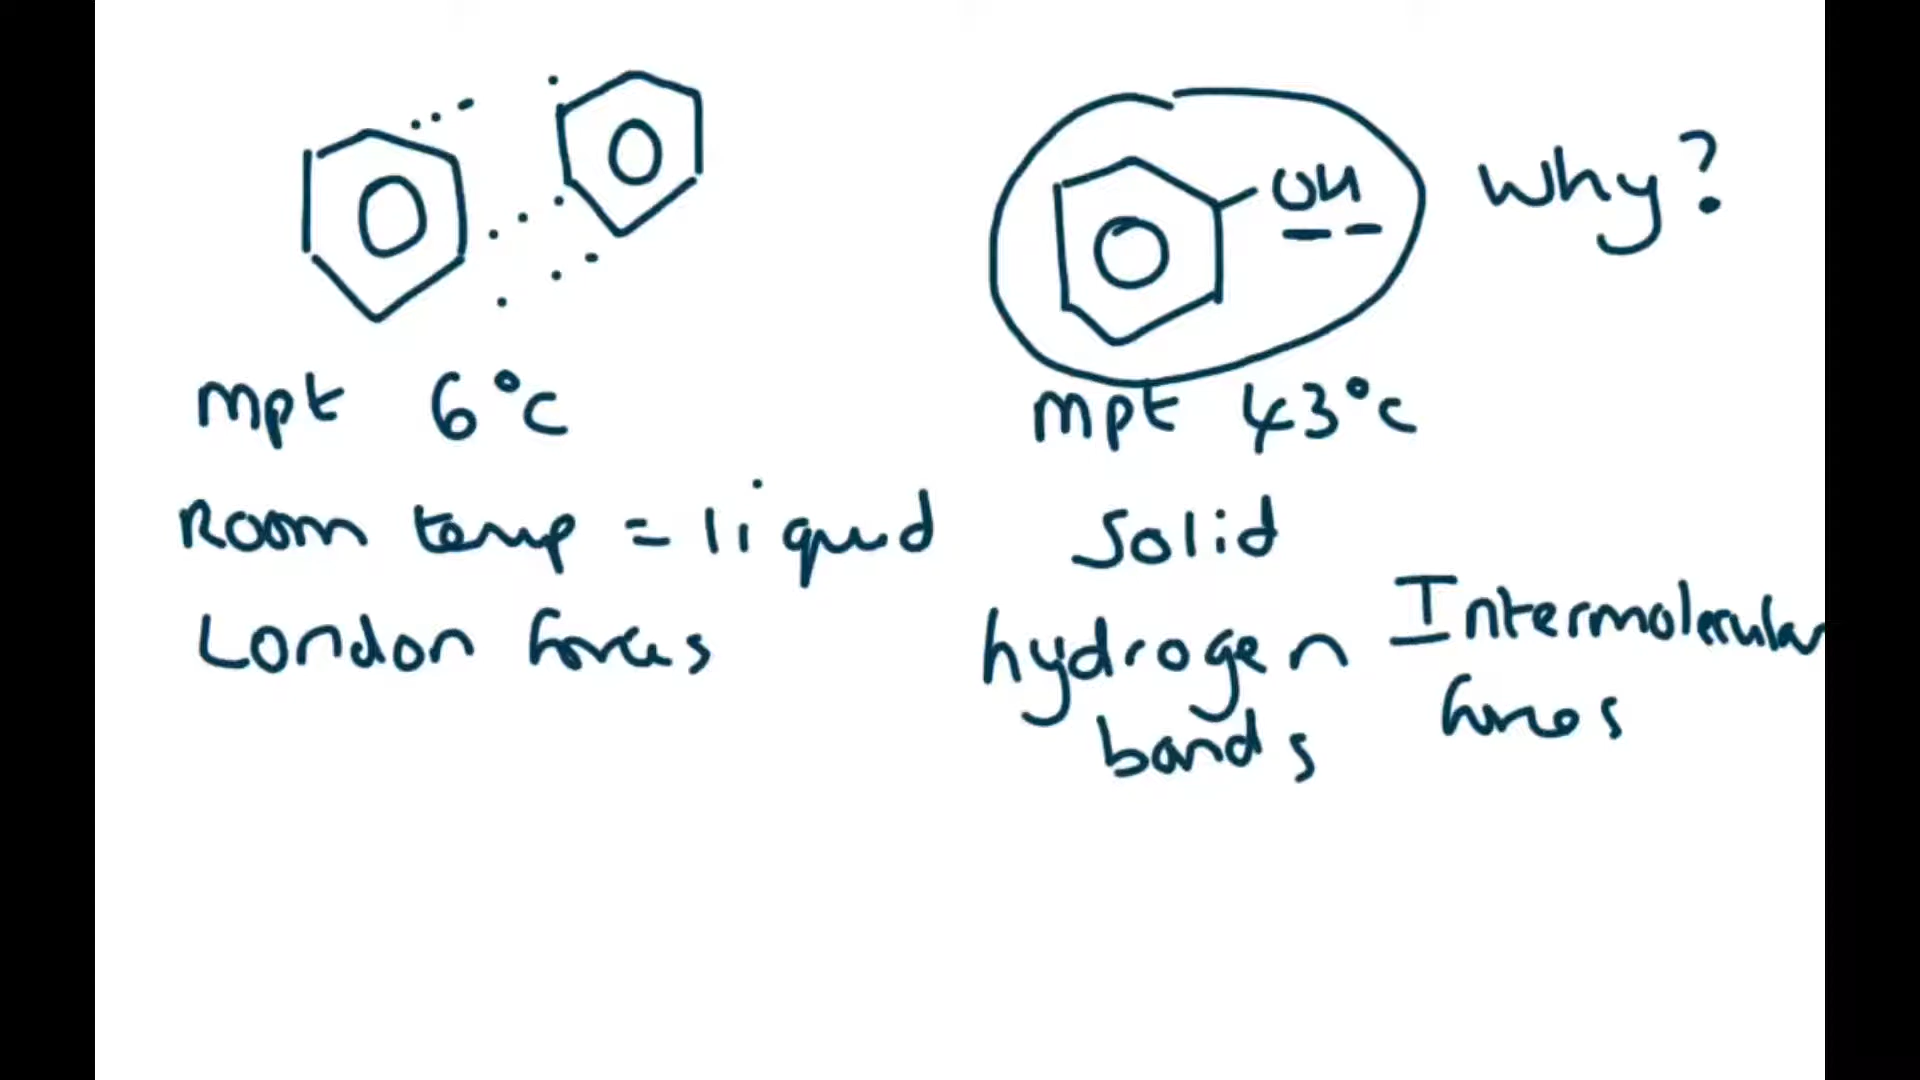 OH Why?
mpt 6°C
mpt 43°C
Room temp = liquid
Solid
London forces
hydrogen bonds
Intermolecular forces